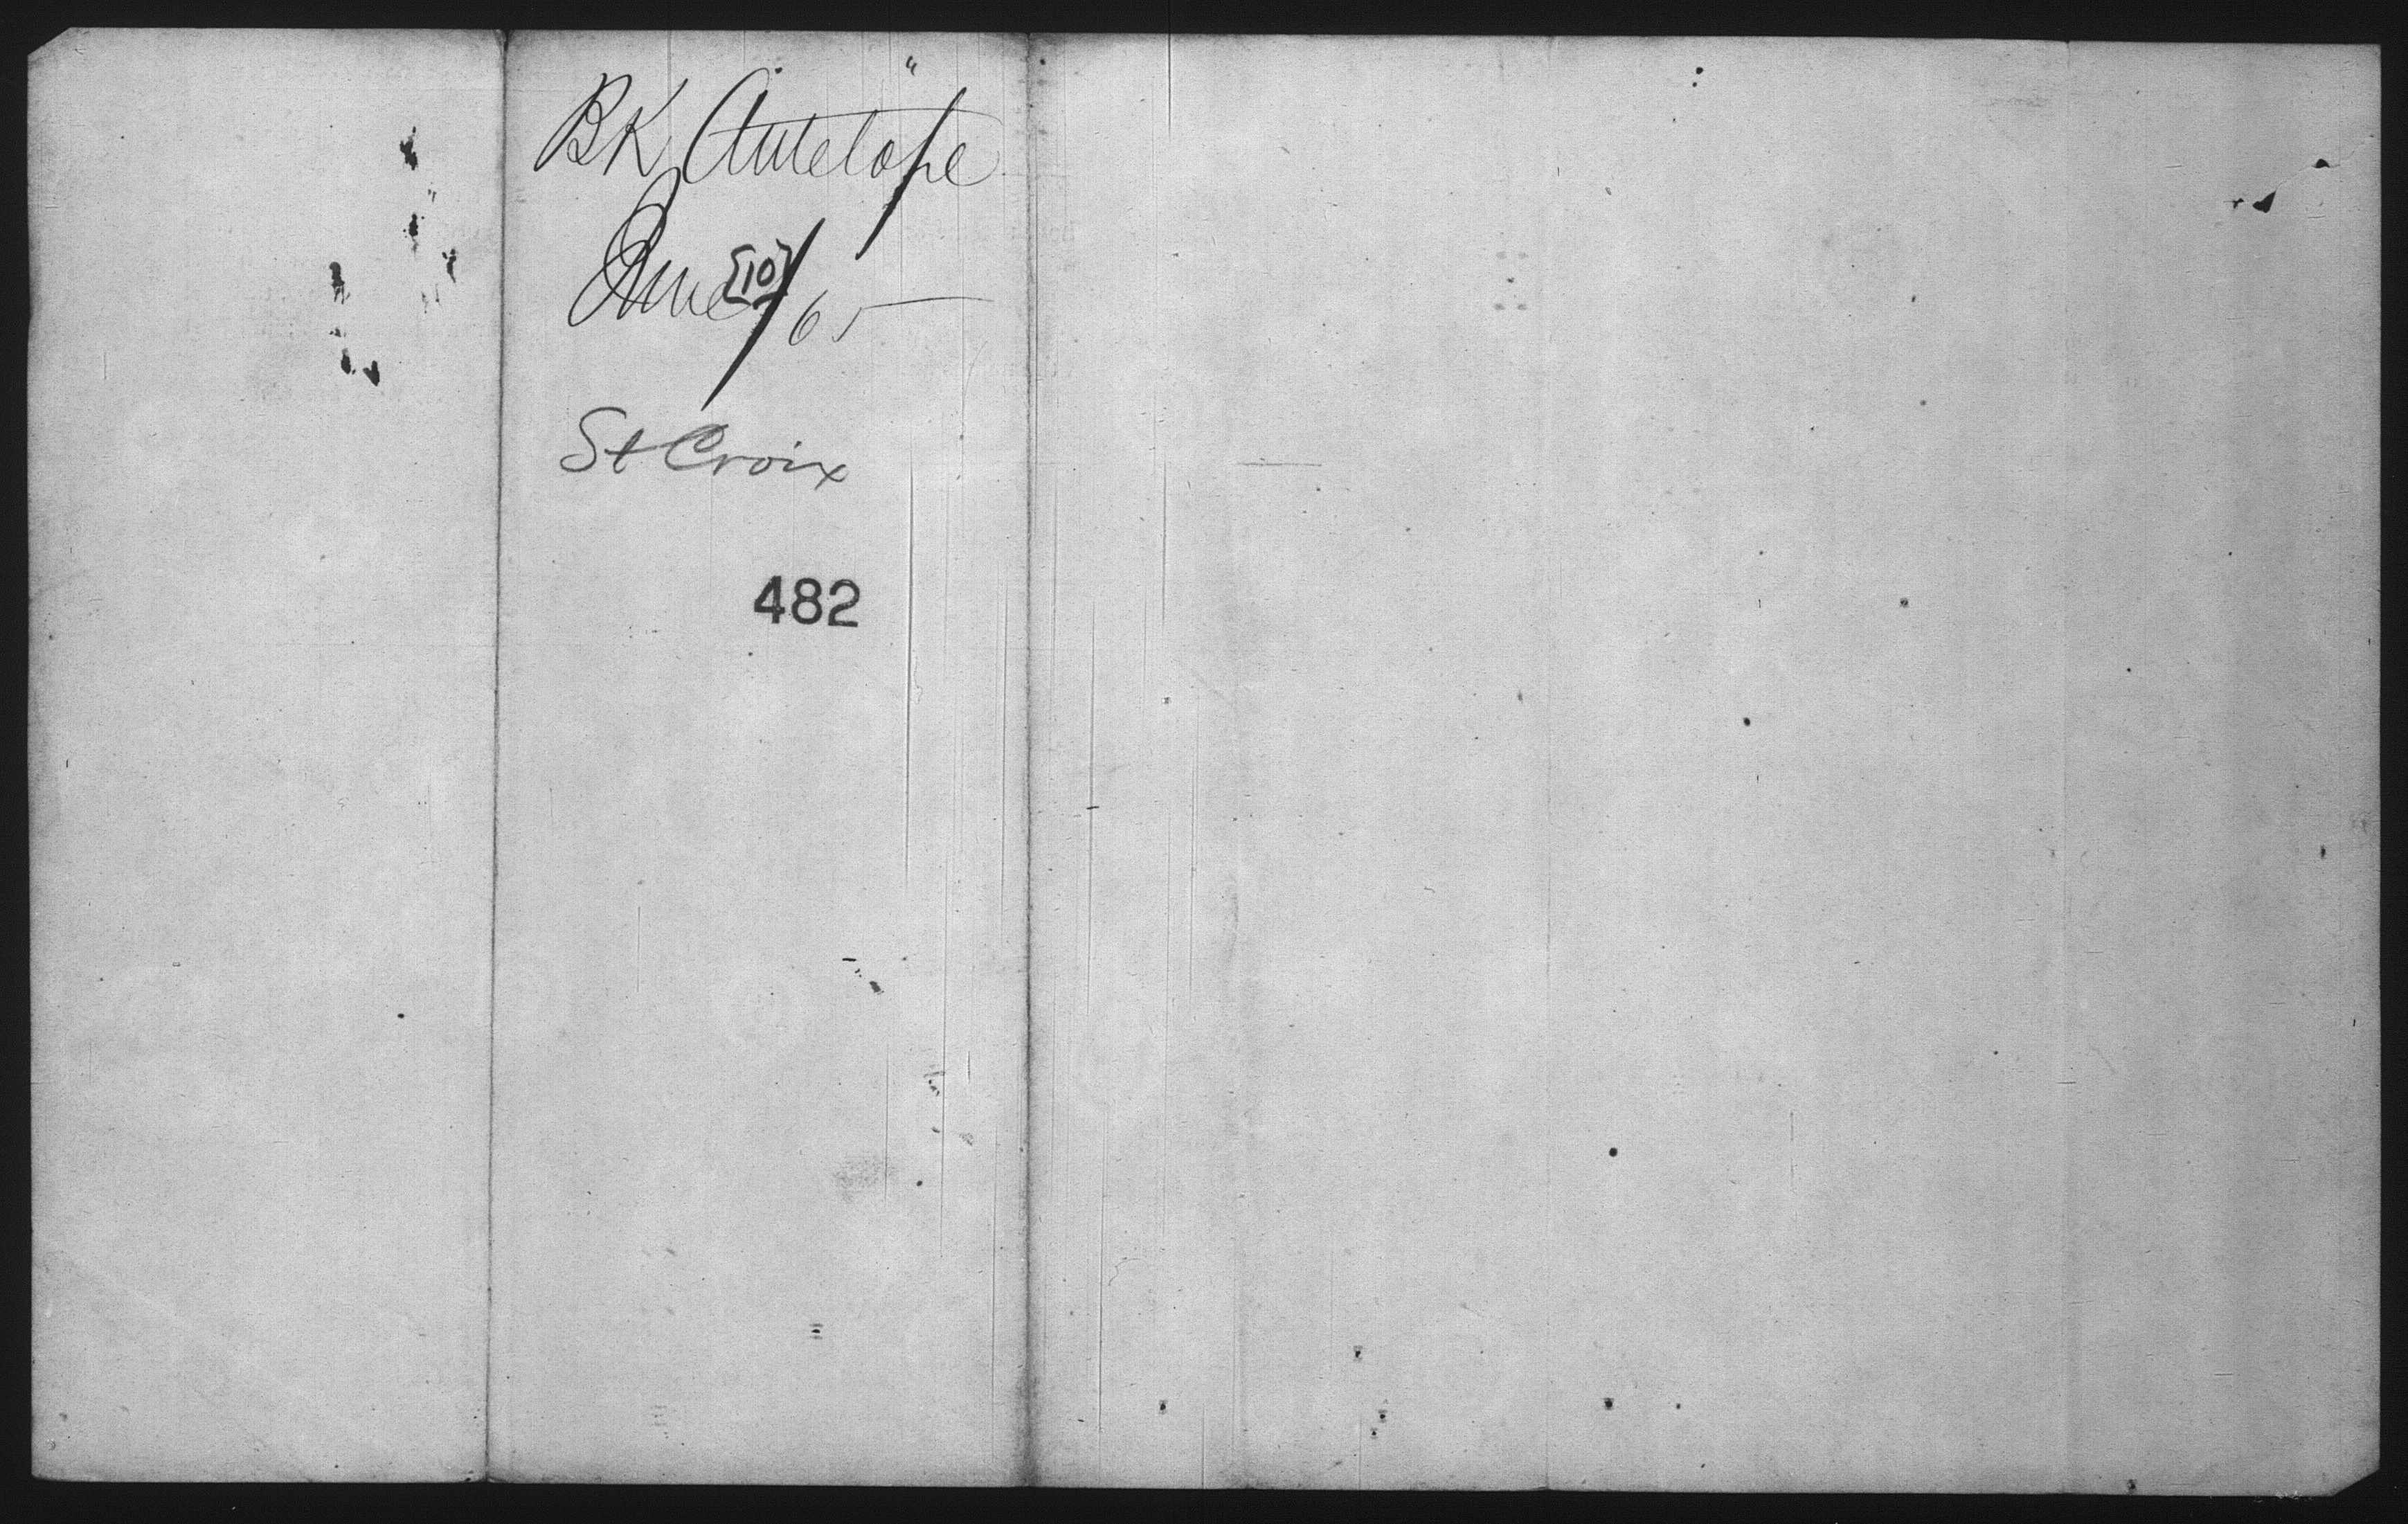 BK Antelope
June {10}/65
St Croix
482